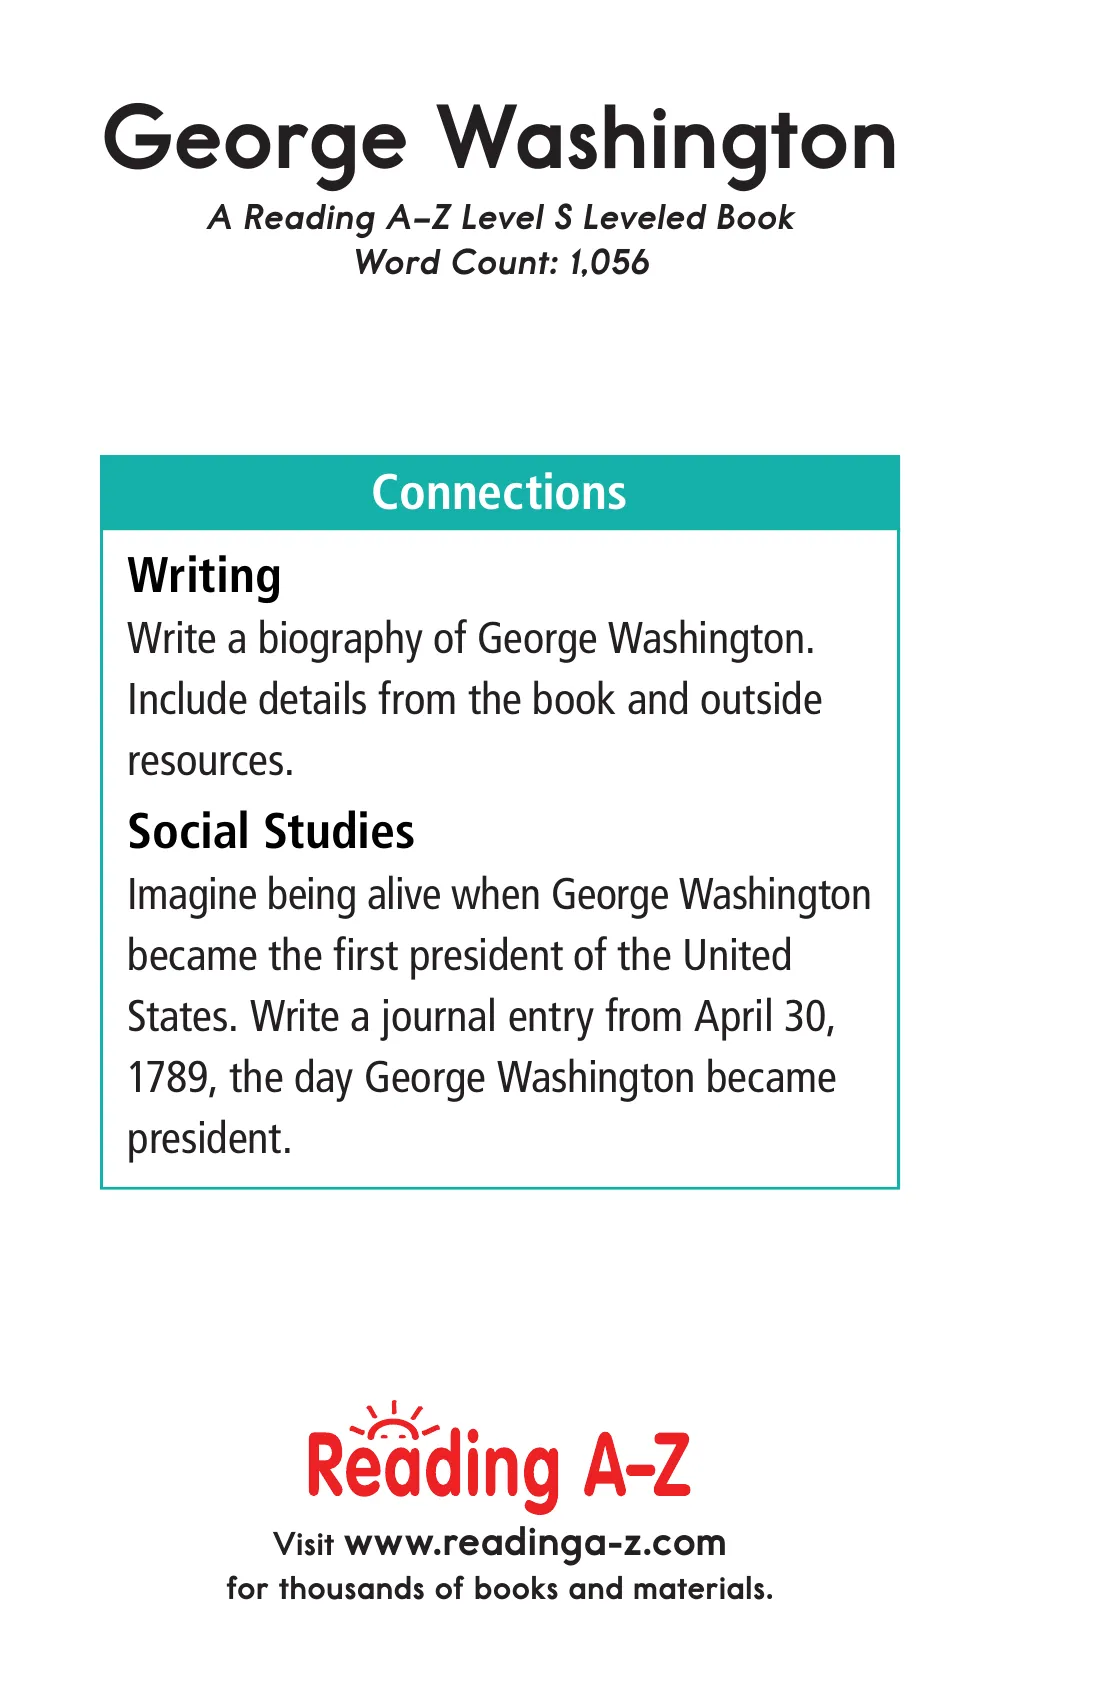 George Washington
A Reading A–Z Level S Leveled Book
Word Count: 1,056
Connections
Writing
Write a biography of George Washington.
Include details from the book and outside
resources.
Social Studies
Imagine being alive when George Washington
became the first president of the United
States. Write a journal entry from April 30,
1789, the day George Washington became
president.
Reading A–Z
Visit www.readinga-z.com
for thousands of books and materials.